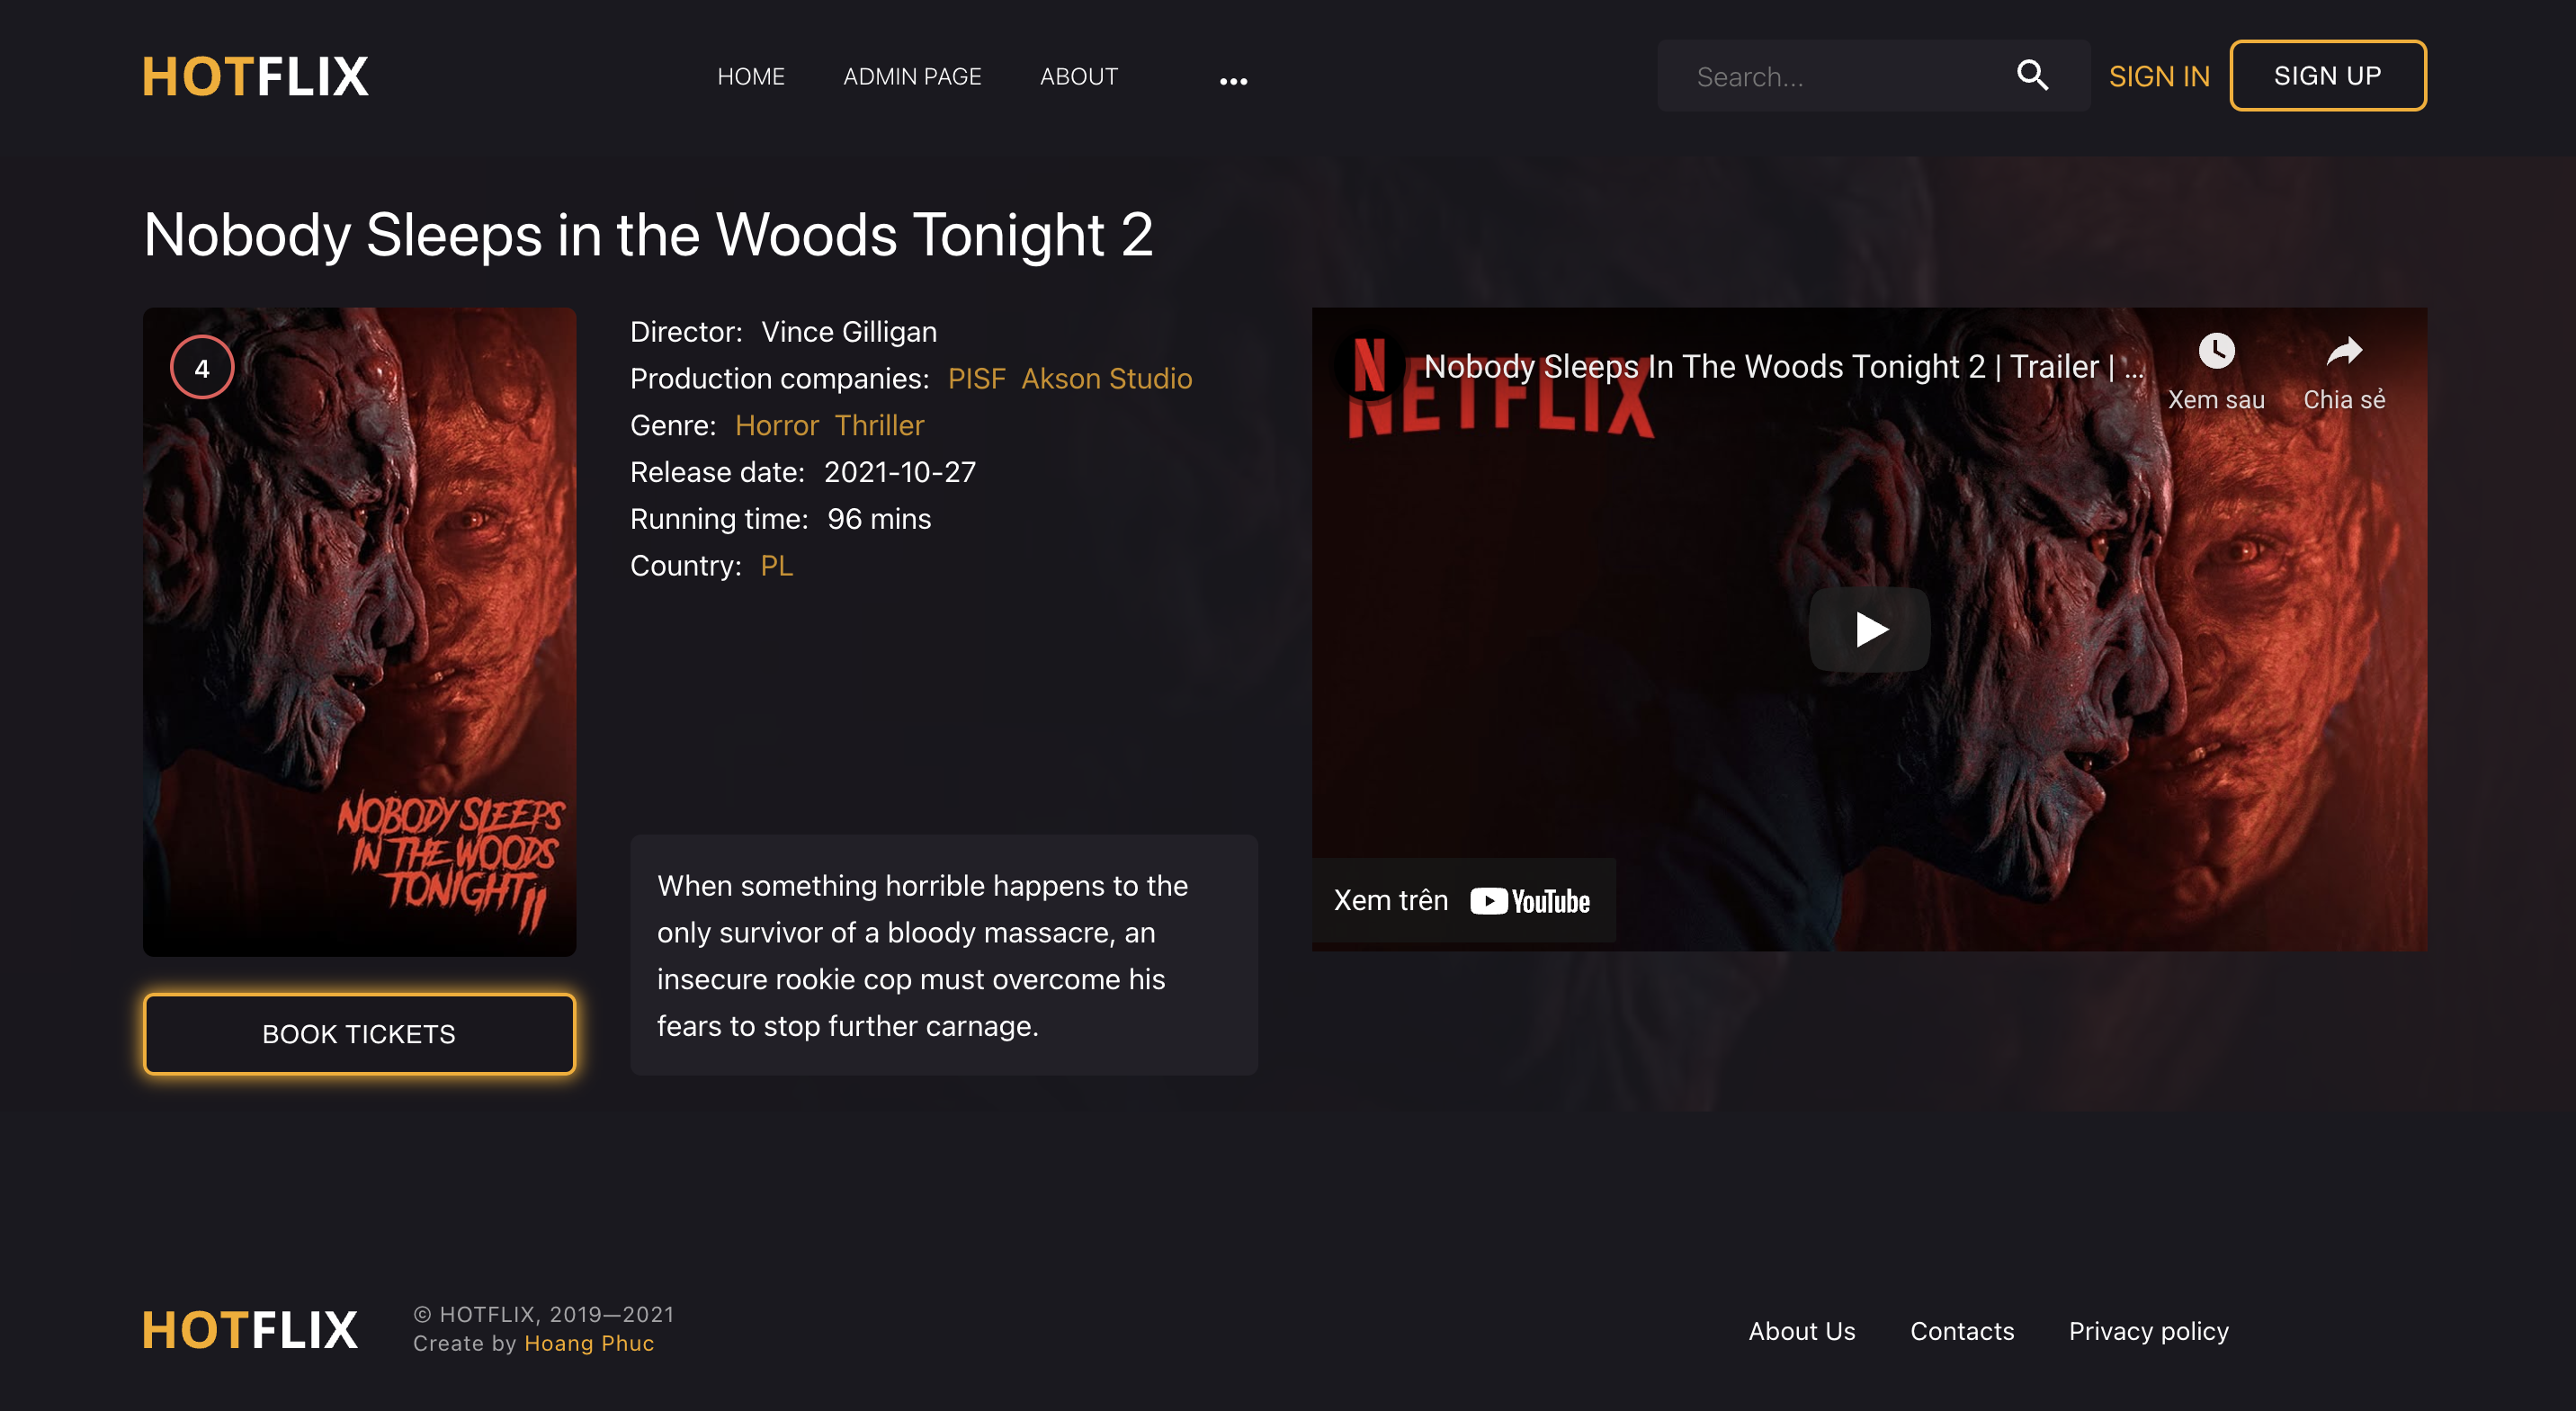 HOTFLIX
HOME ADMIN PAGE ABOUT •••
Search...
SIGN IN
SIGN UP
Nobody Sleeps in the Woods Tonight 2
4
NOBODY SLEEPS
IN THE WOODS
TONIGHT II
BOOK TICKETS
Director: Vince Gilligan
Production companies: PISF Akson Studio
Genre: Horror Thriller
Release date: 2021-10-27
Running time: 96 mins
Country: PL
When something horrible happens to the
only survivor of a bloody massacre, an
insecure rookie cop must overcome his
fears to stop further carnage.
N
Nobody Sleeps In The Woods Tonight 2 | Trailer | ...
Xem sau
Chia sẻ
NETFLIX
Xem trên YouTube
HOTFLIX
© HOTFLIX, 2019—2021
Create by Hoang Phuc
About Us Contacts Privacy policy